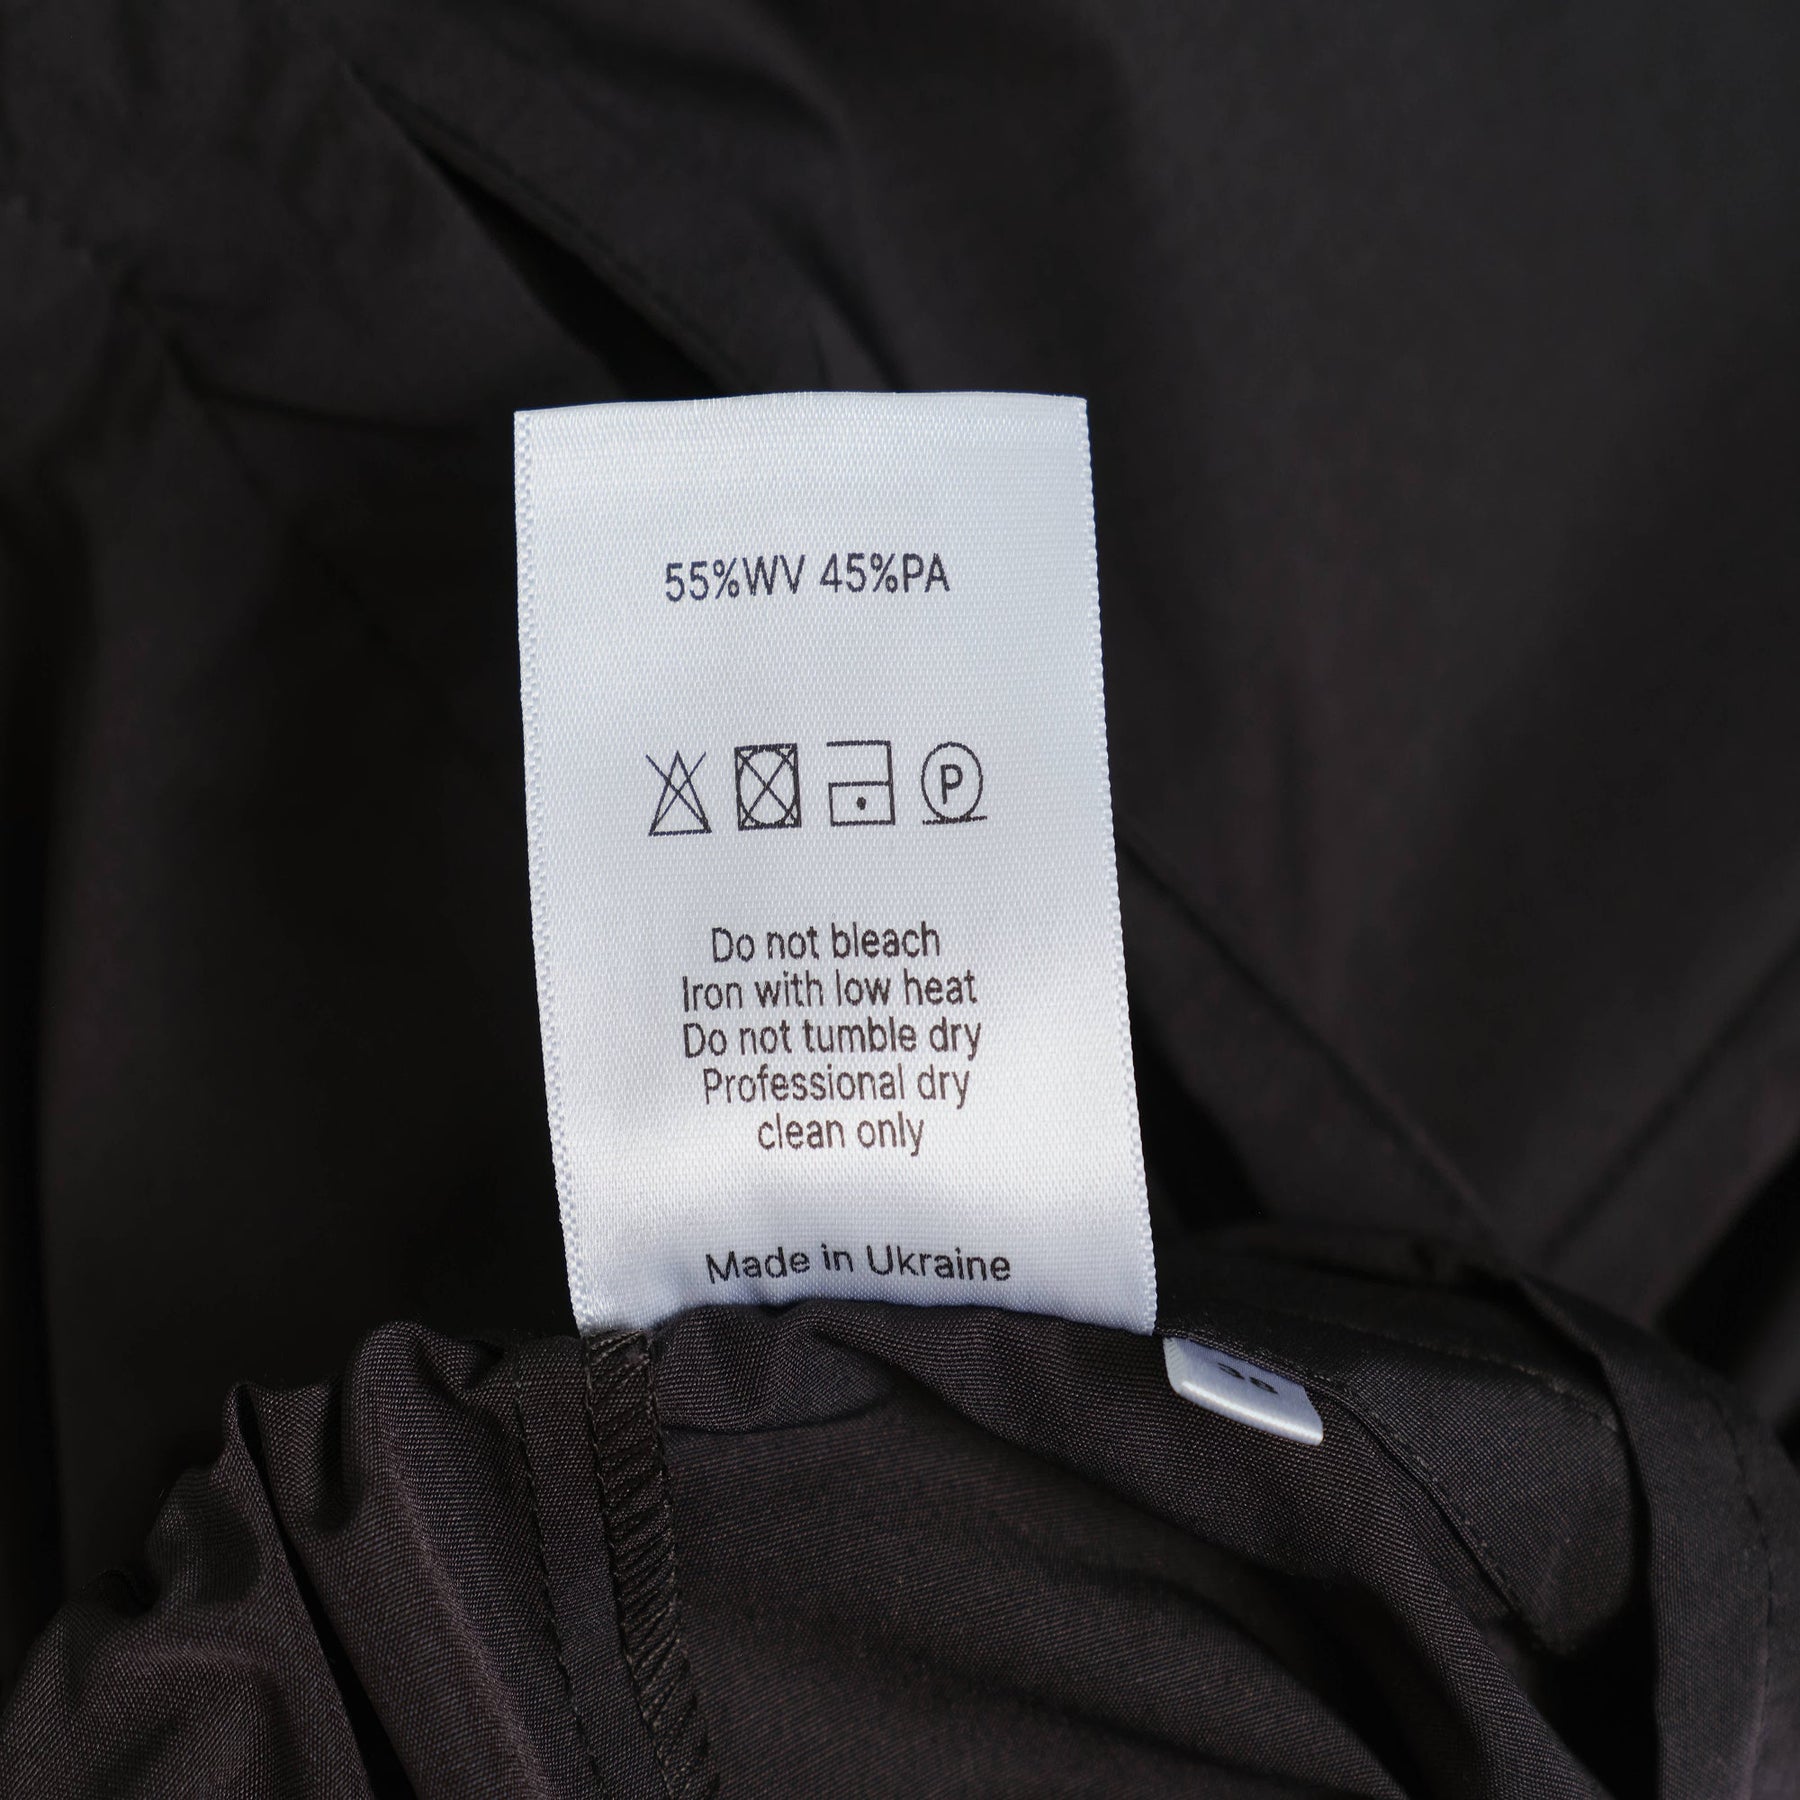 55%WV 45%PA
P
Do not bleach
Iron with low heat
Do not tumble dry
Professional dry
clean only
Made in Ukraine